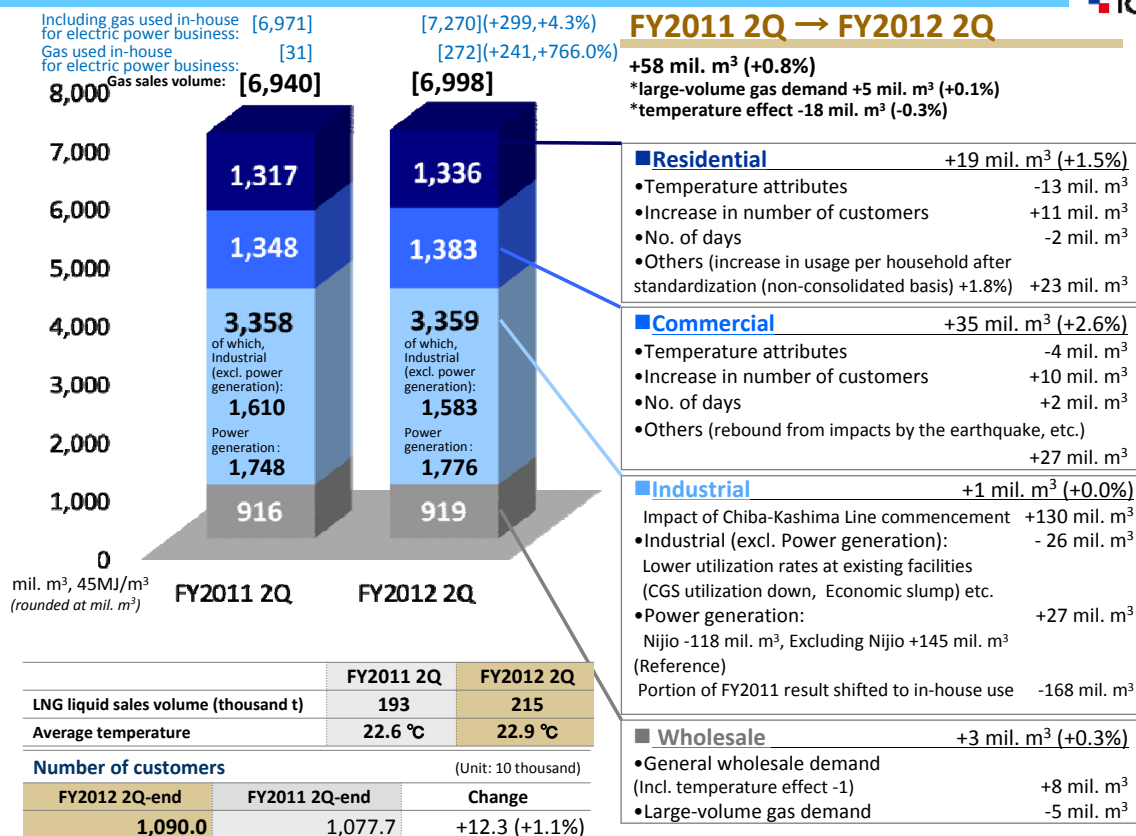 Including gas used in-house
for electric power business:
[6,971]
[7,270](+299,+4.3%)
Gas used in-house
for electric power business:
[31]
[272](+241,+766.0%)
Gas sales volume:
[6,940]
[6,998]
FY2011 2Q → FY2012 2Q
+58 mil. m³ (+0.8%)
*large-volume gas demand +5 mil. m³ (+0.1%)
*temperature effect -18 mil. m³ (-0.3%)
8,000
7,000
6,000
5,000
4,000
3,000
2,000
1,000
0
mil. m³, 45MJ/m³
(rounded at mil. m³)
1,317
1,348
3,358
of which,
Industrial
(excl. power
generation):
1,610
Power
generation:
1,748
916
FY2011 2Q
1,336
1,383
3,359
of which,
Industrial
(excl. power
generation):
1,583
Power
generation:
1,776
919
FY2012 2Q
■Residential +19 mil. m³ (+1.5%)
•Temperature attributes -13 mil. m³
•Increase in number of customers +11 mil. m³
•No. of days -2 mil. m³
•Others (increase in usage per household after
standardization (non-consolidated basis) +1.8%) +23 mil. m³
■Commercial +35 mil. m³ (+2.6%)
•Temperature attributes -4 mil. m³
•Increase in number of customers +10 mil. m³
•No. of days +2 mil. m³
•Others (rebound from impacts by the earthquake, etc.)
+27 mil. m³
■Industrial +1 mil. m³ (+0.0%)
Impact of Chiba-Kashima Line commencement +130 mil. m³
•Industrial (excl. Power generation): - 26 mil. m³
Lower utilization rates at existing facilities
(CGS utilization down, Economic slump) etc.
•Power generation: +27 mil. m³
Nijio -118 mil. m³, Excluding Nijio +145 mil. m³
(Reference)
Portion of FY2011 result shifted to in-house use -168 mil. m³
■ Wholesale +3 mil. m³ (+0.3%)
•General wholesale demand
(Incl. temperature effect -1) +8 mil. m³
•Large-volume gas demand -5 mil. m³
FY2011 2Q FY2012 2Q
LNG liquid sales volume (thousand t) 193 215
Average temperature 22.6 ℃ 22.9 ℃
Number of customers (Unit: 10 thousand)
FY2012 2Q-end FY2011 2Q-end Change
1,090.0 1,077.7 +12.3 (+1.1%)